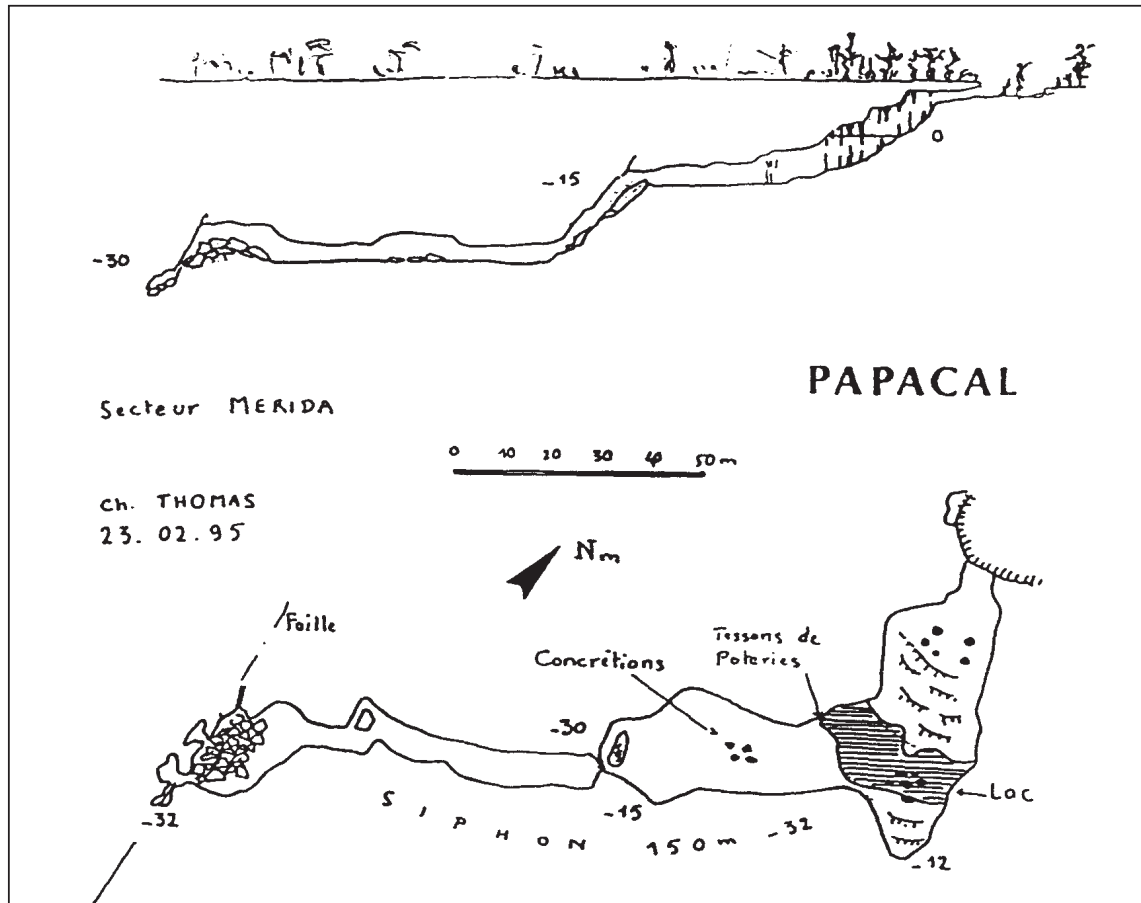 0
-15
-30
PAPACAL
Secteur MERIDA
0 10 20 30 40 50m
Ch. THOMAS
23.02.95
Nm
Faille
Tessons de
Poteries
Concrétions
-30
Lac
-15
-32
SIPHON 150m -32
-12